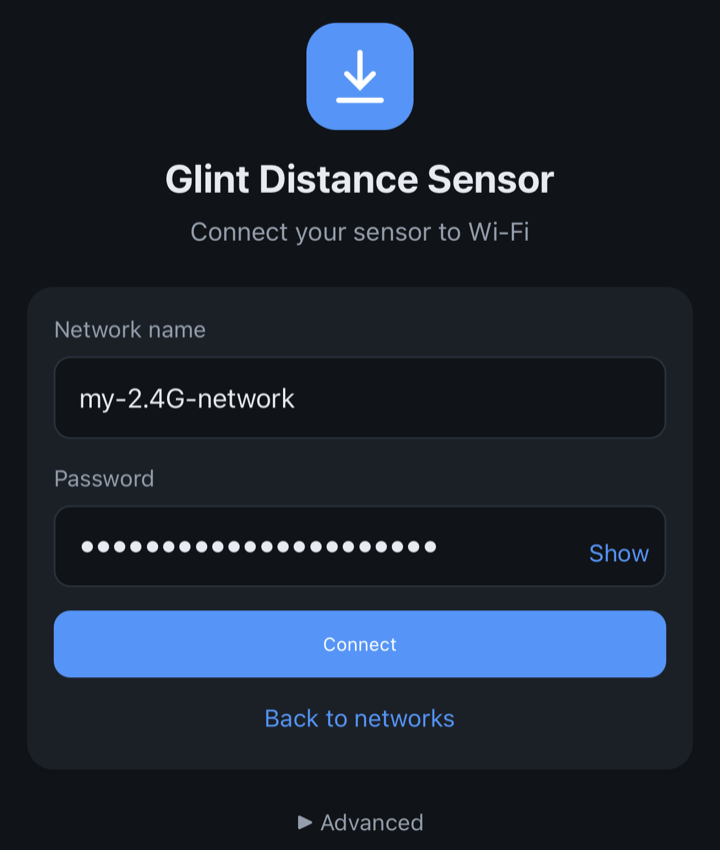 Glint Distance Sensor
Connect your sensor to Wi-Fi
Network name
my-2.4G-network
Password
••••••••••••••••••••••
Show
Connect
Back to networks
▶ Advanced